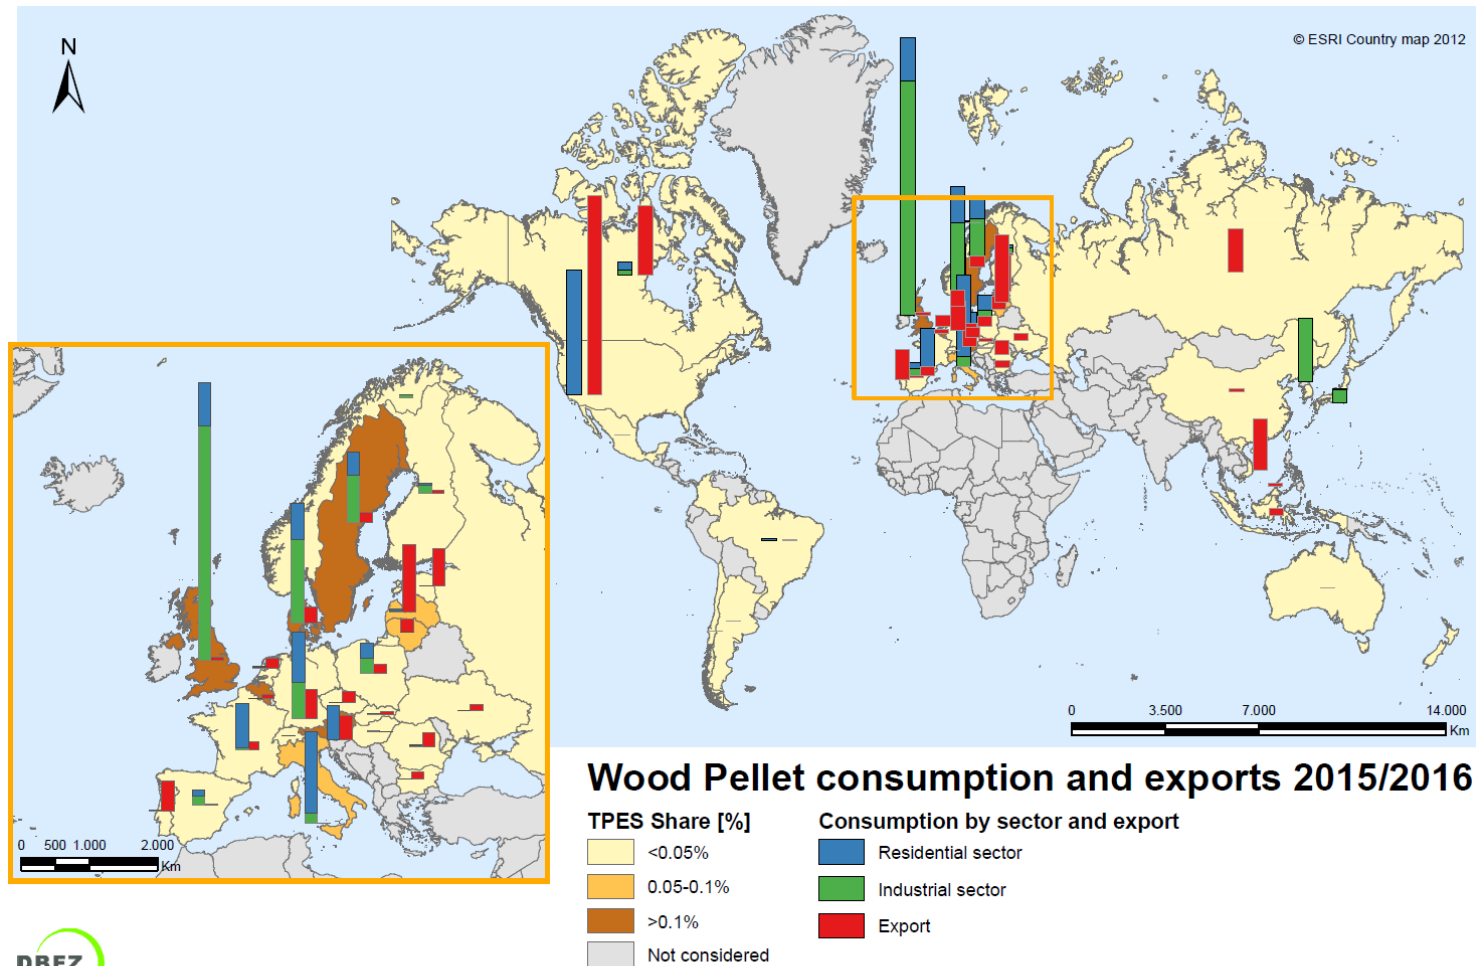 © ESRI Country map 2012
N
0 3.500 7.000 14.000
Km
0 500 1.000 2.000
Km
Wood Pellet consumption and exports 2015/2016
TPES Share [%]
<0.05%
0.05-0.1%
>0.1%
Not considered
Consumption by sector and export
Residential sector
Industrial sector
Export
DBFZ